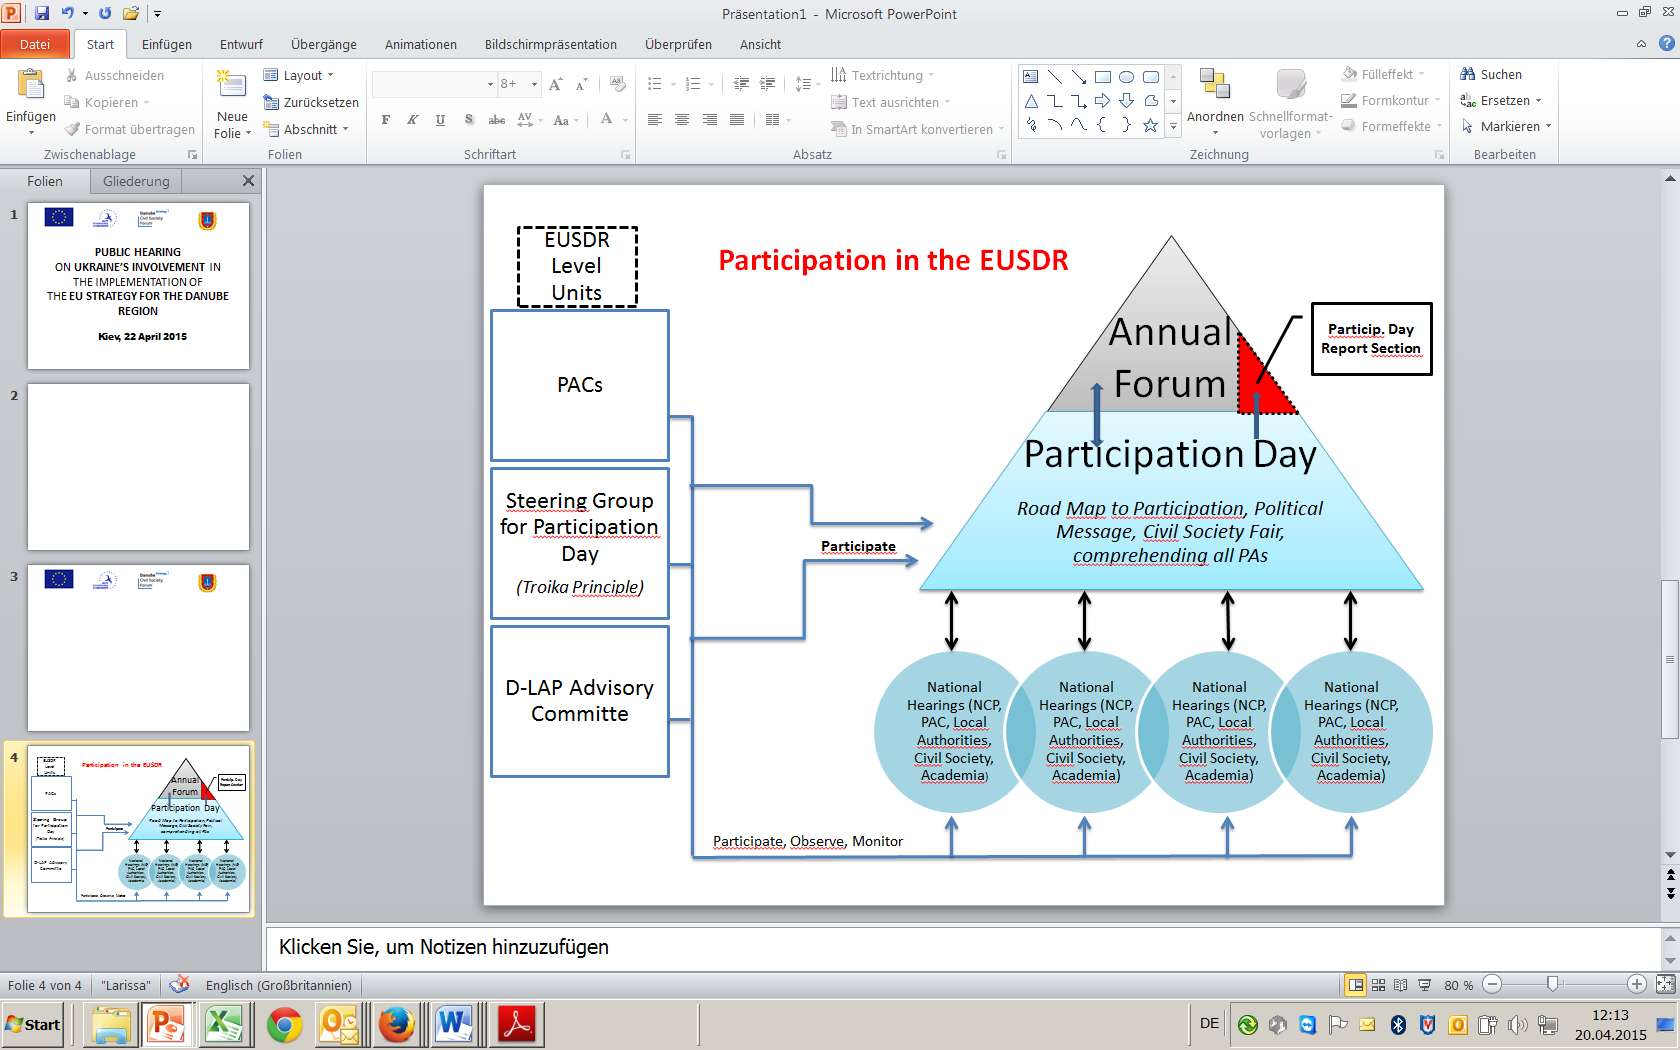 Präsentation1 - Microsoft PowerPoint
Datei
Start
Einfügen
Entwurf
Übergänge
Animationen
Bildschirmpräsentation
Überprüfen
Ansicht
Einfügen
Ausschneiden
Kopieren
Format übertragen
Zwischenablage
Neue
Folie
Layout
Zurücksetzen
Abschnitt
Folien
8+
F K U S abc AV Aa A
Schriftart
Textrichtung
Text ausrichten
In SmartArt konvertieren
Absatz
Anordnen
Schnellformat-
vorlagen
Fülleffekt
Formkontur
Formeffekte
Zeichnung
Suchen
Ersetzen
Markieren
Bearbeiten
Folien
Gliederung
1
PUBLIC HEARING
ON UKRAINE'S INVOLVEMENT IN
THE IMPLEMENTATION OF
THE EU STRATEGY FOR THE DANUBE
REGION
Kiev, 22 April 2015
2
3
4
EUSDR
Level
Units
Participation in the EUSDR
PACs
Steering Group
for Participation
Day
(Troika Principle)
D-LAP Advisory
Committe
Participate
Annual
Forum
Particip. Day
Report Section
Participation Day
Road Map to Participation, Political
Message, Civil Society Fair,
comprehending all PAs
National
Hearings (NCP,
PAC, Local
Authorities,
Civil Society,
Academia)
National
Hearings (NCP,
PAC, Local
Authorities,
Civil Society,
Academia)
National
Hearings (NCP,
PAC, Local
Authorities,
Civil Society,
Academia)
National
Hearings (NCP,
PAC, Local
Authorities,
Civil Society,
Academia)
Participate, Observe, Monitor
Klicken Sie, um Notizen hinzuzufügen
Folie 4 von 4
"Larissa"
Englisch (Großbritannien)
80 %
Start
DE
12:13
20.04.2015